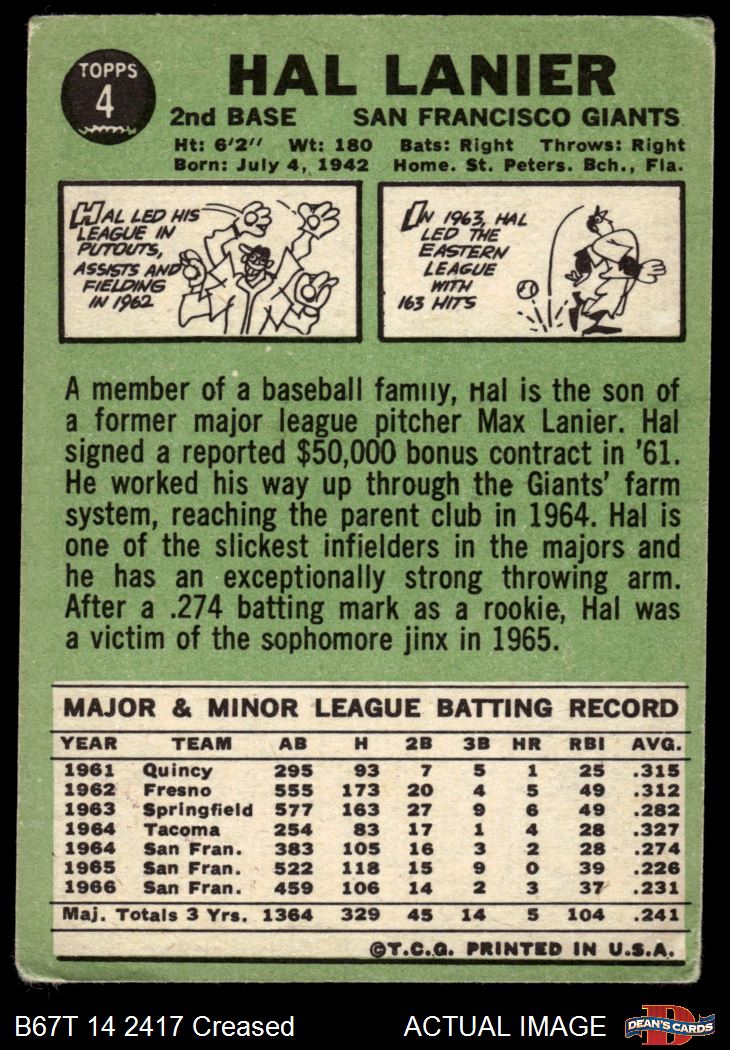 TOPPS
4
HAL LANIER
2nd BASE SAN FRANCISCO GIANTS
Ht: 6'2'' Wt: 180 Bats: Right Throws: Right
Born: July 4, 1942 Home. St. Peters. Bch., Fla.
HAL LED HIS
LEAGUE IN
PUTOUTS,
ASSISTS AND
FIELDING
IN 1962
IN 1963, HAL
LED THE
EASTERN
LEAGUE
WITH
163 HITS
A member of a baseball family, Hal is the son of
a former major league pitcher Max Lanier. Hal
signed a reported $50,000 bonus contract in '61.
He worked his way up through the Giants' farm
system, reaching the parent club in 1964. Hal is
one of the slickest infielders in the majors and
he has an exceptionally strong throwing arm.
After a .274 batting mark as a rookie, Hal was
a victim of the sophomore jinx in 1965.
MAJOR & MINOR LEAGUE BATTING RECORD
YEAR TEAM AB H 2B 3B HR RBI AVG.
1961 Quincy 295 93 7 5 1 25 .315
1962 Fresno 555 173 20 4 5 49 .312
1963 Springfield 577 163 27 9 6 49 .282
1964 Tacoma 254 83 17 1 4 28 .327
1964 San Fran. 383 105 16 3 2 28 .274
1965 San Fran. 522 118 15 9 0 39 .226
1966 San Fran. 459 106 14 2 3 37 .231
Maj. Totals 3 Yrs. 1364 329 45 14 5 104 .241
©T.C.G. PRINTED IN U.S.A.
B67T 14 2417 Creased ACTUAL IMAGE
D
DEAN'S CARDS